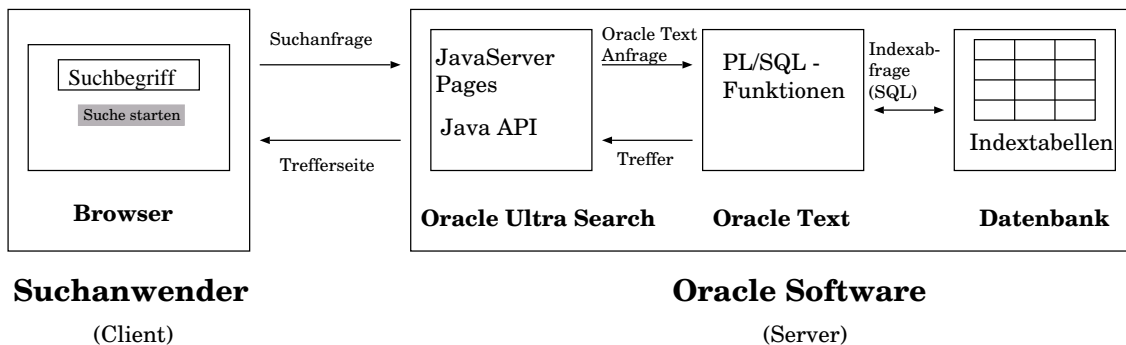 Suchbegriff
Suche starten
Browser
Suchanwender
(Client)
Suchanfrage
Trefferseite
JavaServer
Pages
Java API
Oracle Ultra Search
Oracle Text
Anfrage
Treffer
PL/SQL -
Funktionen
Oracle Text
Indexab-
frage
(SQL)
Indextabellen
Datenbank
Oracle Software
(Server)